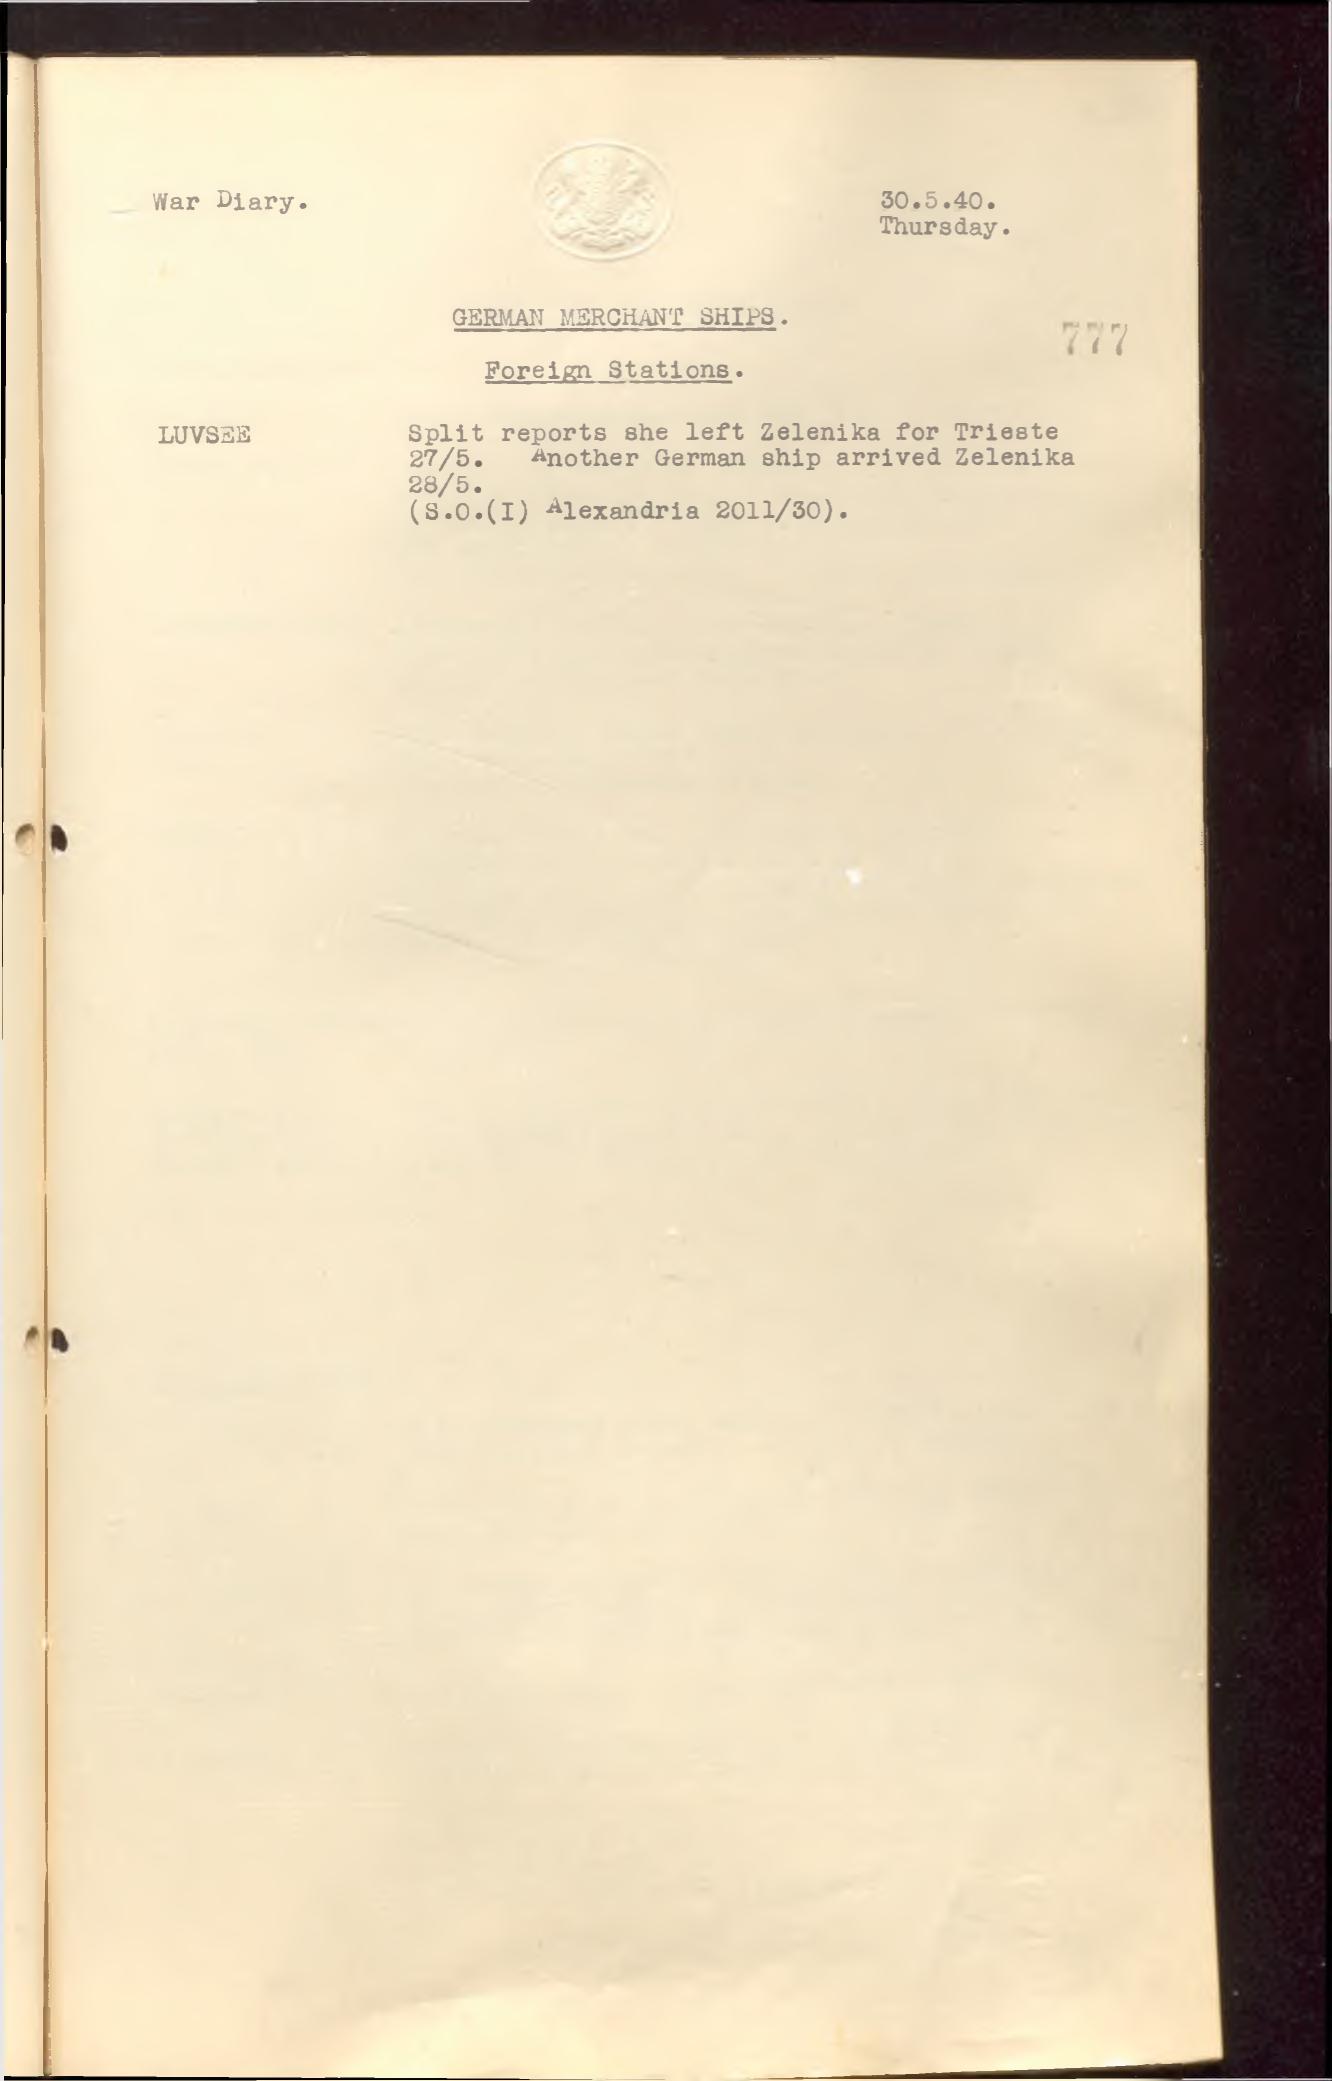 War Diary.
30.5.40.
Thursday.
GERMAN MERCHANT SHIPS.
777
Foreign Stations.
LUVSEE
Split reports she left Zelenika for Trieste
27/5. Another German ship arrived Zelenika
28/5.
(S.O.(I) Alexandria 2011/30).